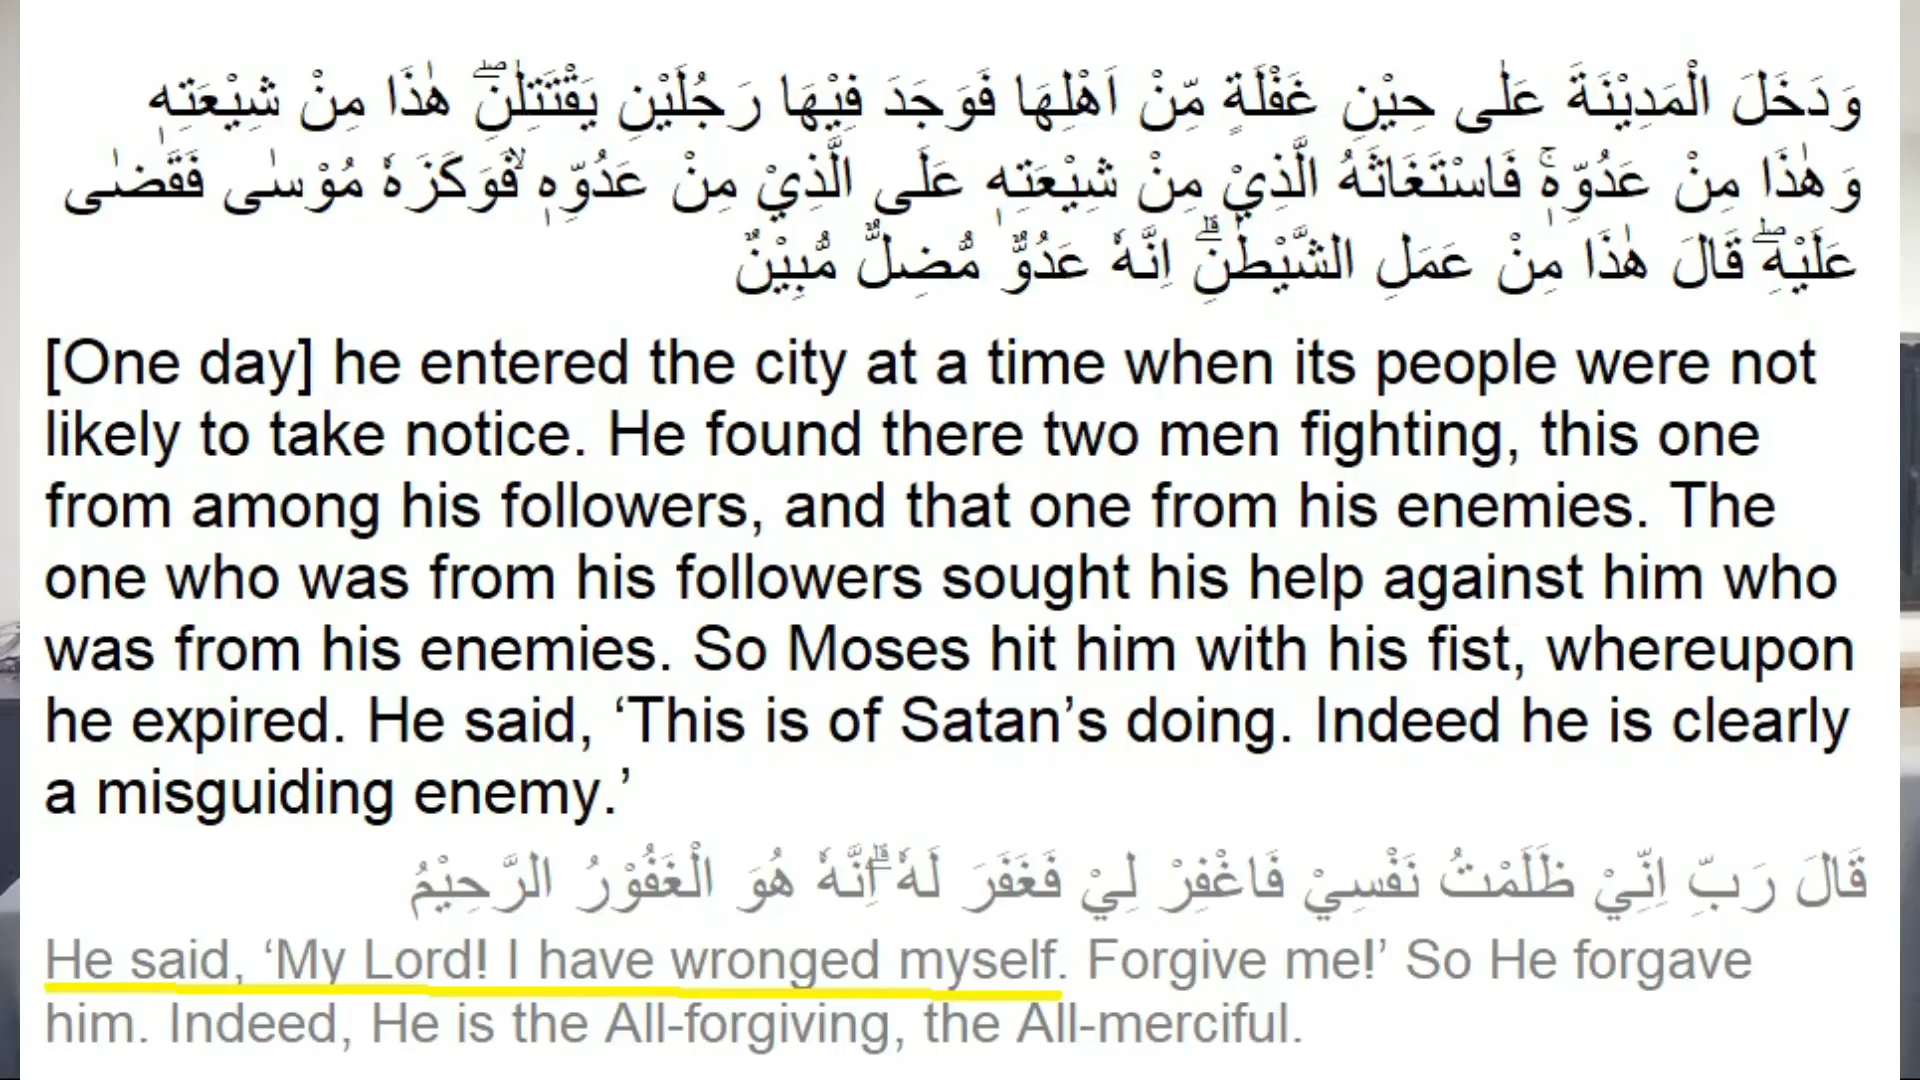 وَدَخَلَ الْمَدِيْنَةَ عَلٰى حِيْنِ غَفْلَةٍ مِّنْ اَهْلِهَا فَوَجَدَ فِيْهَا رَجُلَيْنِ يَقْتَتِلٰنِۖ هٰذَا مِنْ شِيْعَتِهٖ
وَهٰذَا مِنْ عَدُوِّهٖۚ فَاسْتَغَاثَهُ الَّذِيْ مِنْ شِيْعَتِهٖ عَلَى الَّذِيْ مِنْ عَدُوِّهٖۙ فَوَكَزَهٗ مُوْسٰى فَقَضٰى
عَلَيْهِۖ قَالَ هٰذَا مِنْ عَمَلِ الشَّيْطٰنِۗ اِنَّهٗ عَدُوٌّ مُّضِلٌّ مُّبِيْنٌ
[One day] he entered the city at a time when its people were not
likely to take notice. He found there two men fighting, this one
from among his followers, and that one from his enemies. The
one who was from his followers sought his help against him who
was from his enemies. So Moses hit him with his fist, whereupon
he expired. He said, ‘This is of Satan’s doing. Indeed he is clearly
a misguiding enemy.’
قَالَ رَبِّ اِنِّيْ ظَلَمْتُ نَفْسِيْ فَاغْفِرْ لِيْ فَغَفَرَ لَهٗۗ اِنَّهٗ هُوَ الْغَفُوْرُ الرَّحِيْمُ
He said, ‘My Lord! I have wronged myself. Forgive me!’ So He forgave
him. Indeed, He is the All-forgiving, the All-merciful.